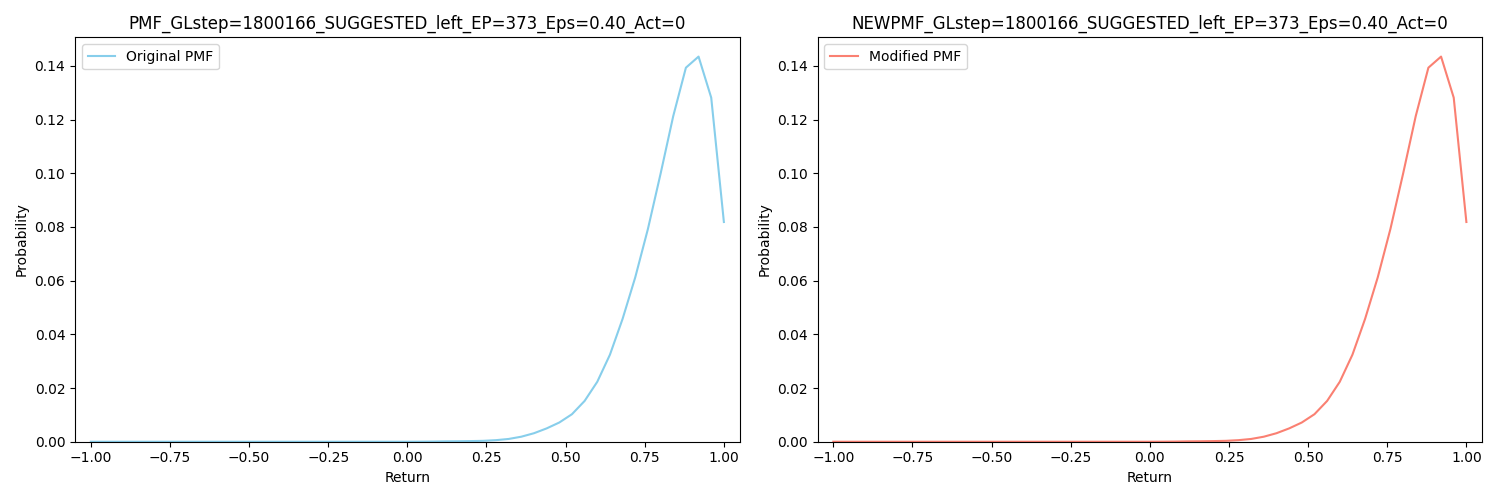 PMF_GLstep=1800166_SUGGESTED_left_EP=373_Eps=0.40_Act=0
Original PMF
Probability
0.14
0.12
0.10
0.08
0.06
0.04
0.02
0.00
−1.00 −0.75 −0.50 −0.25 0.00 0.25 0.50 0.75 1.00
Return
NEWPMF_GLstep=1800166_SUGGESTED_left_EP=373_Eps=0.40_Act=0
Modified PMF
Probability
0.14
0.12
0.10
0.08
0.06
0.04
0.02
0.00
−1.00 −0.75 −0.50 −0.25 0.00 0.25 0.50 0.75 1.00
Return